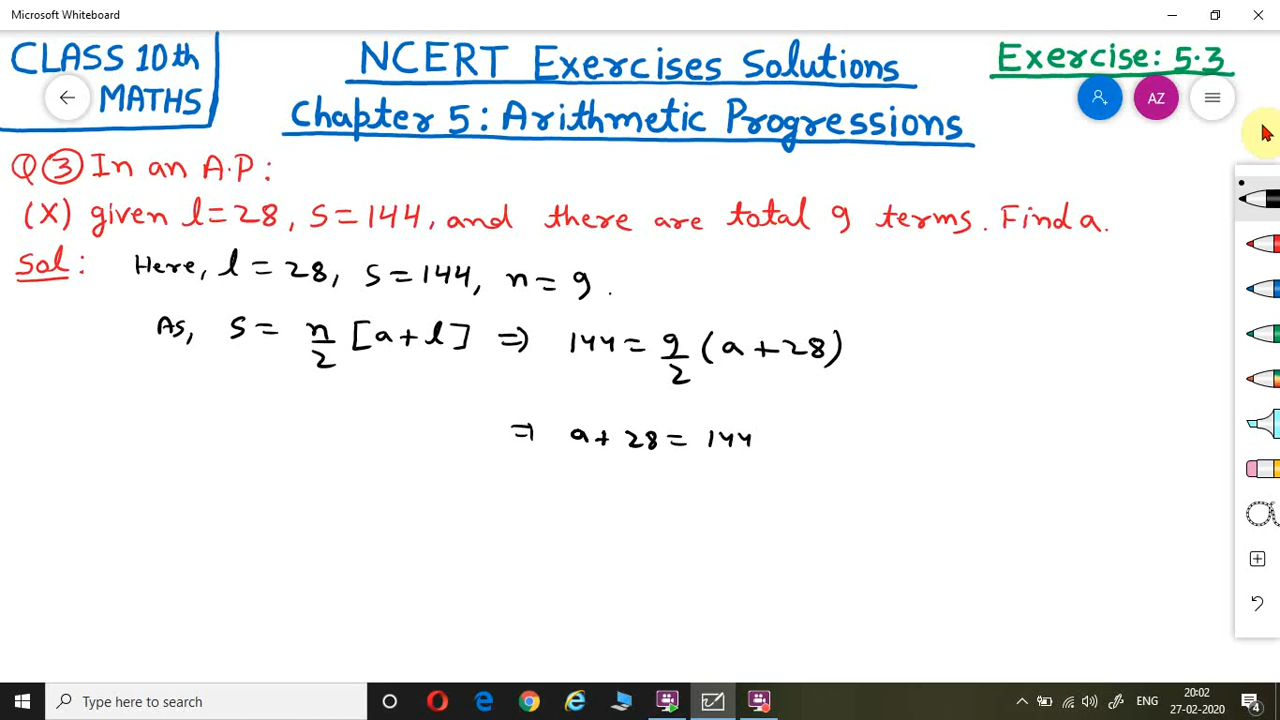 Microsoft Whiteboard
CLASS 10th
MATHS
NCERT Exercises Solutions
Chapter 5 : Arithmetic Progressions
Exercise: 5.3
AZ
Q ③ In an A.P :
(X) given l = 28, S = 144, and there are total 9 terms. Find a.
Sol :
Here, l = 28, S = 144, n = 9 .
As, S = n/2 [a + l] ⇒ 144 = 9/2 (a + 28)
⇒ a + 28 = 144
Type here to search
ENG
20:02
27-02-2020
4